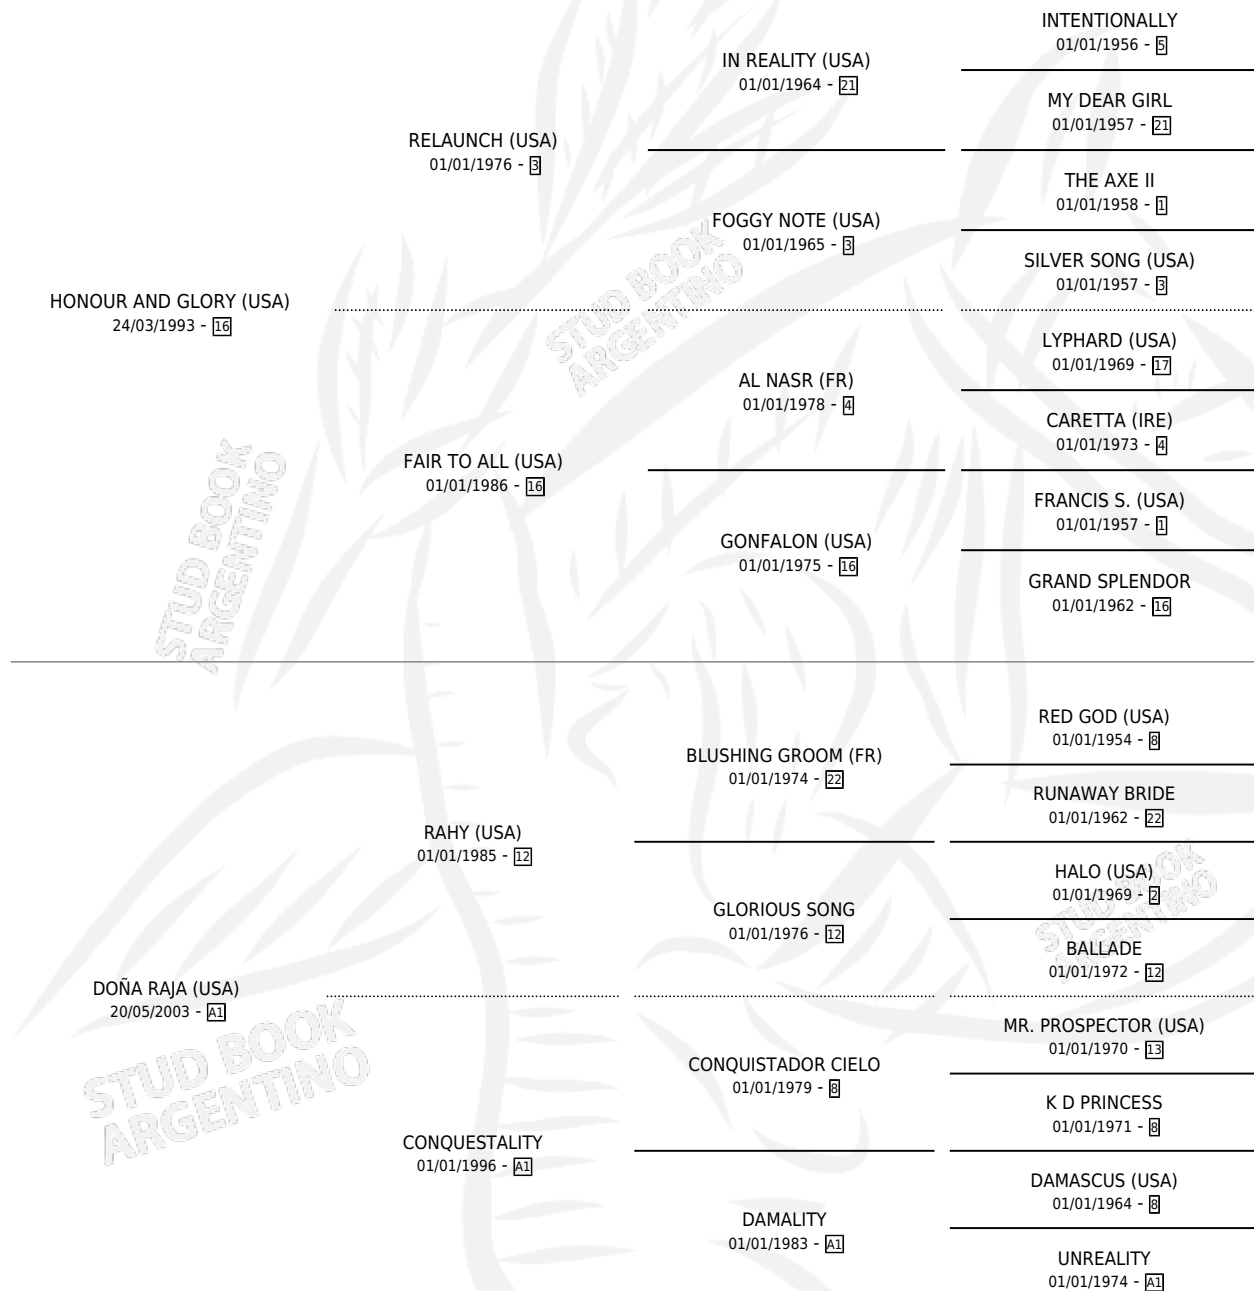 INTENTIONALLY
01/01/1956 - 5
IN REALITY (USA)
01/01/1964 - 21
MY DEAR GIRL
01/01/1957 - 21
RELAUNCH (USA)
01/01/1976 - 3
THE AXE II
01/01/1958 - 1
FOGGY NOTE (USA)
01/01/1965 - 3
SILVER SONG (USA)
01/01/1957 - 3
HONOUR AND GLORY (USA)
24/03/1993 - 16
LYPHARD (USA)
01/01/1969 - 17
AL NASR (FR)
01/01/1978 - 4
CARETTA (IRE)
01/01/1973 - 4
FAIR TO ALL (USA)
01/01/1986 - 16
FRANCIS S. (USA)
01/01/1957 - 1
GONFALON (USA)
01/01/1975 - 16
GRAND SPLENDOR
01/01/1962 - 16
RED GOD (USA)
01/01/1954 - 8
BLUSHING GROOM (FR)
01/01/1974 - 22
RUNAWAY BRIDE
01/01/1962 - 22
RAHY (USA)
01/01/1985 - 12
HALO (USA)
01/01/1969 - 2
GLORIOUS SONG
01/01/1976 - 12
BALLADE
01/01/1972 - 12
DOÑA RAJA (USA)
20/05/2003 - A1
MR. PROSPECTOR (USA)
01/01/1970 - 13
CONQUISTADOR CIELO
01/01/1979 - 8
K D PRINCESS
01/01/1971 - 8
CONQUESTALITY
01/01/1996 - A1
DAMASCUS (USA)
01/01/1964 - 8
DAMALITY
01/01/1983 - A1
UNREALITY
01/01/1974 - A1
STUD BOOK
ARGENTINO
STUD BOOK
ARGENTINO
STUD BOOK
ARGENTINO
STUD BOOK
ARGENTINO